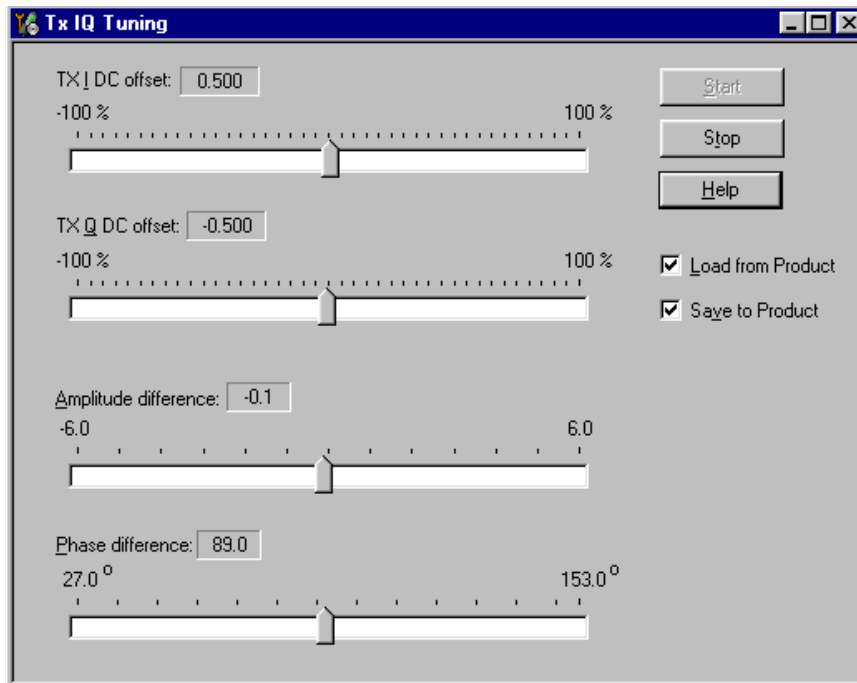 Tx IQ Tuning
TX I DC offset: 0.500
-100 % 100 %
Start
Stop
Help
TX Q DC offset: -0.500
-100 % 100 %
Load from Product
Save to Product
Amplitude difference: -0.1
-6.0 6.0
Phase difference: 89.0
27.0 o 153.0 o